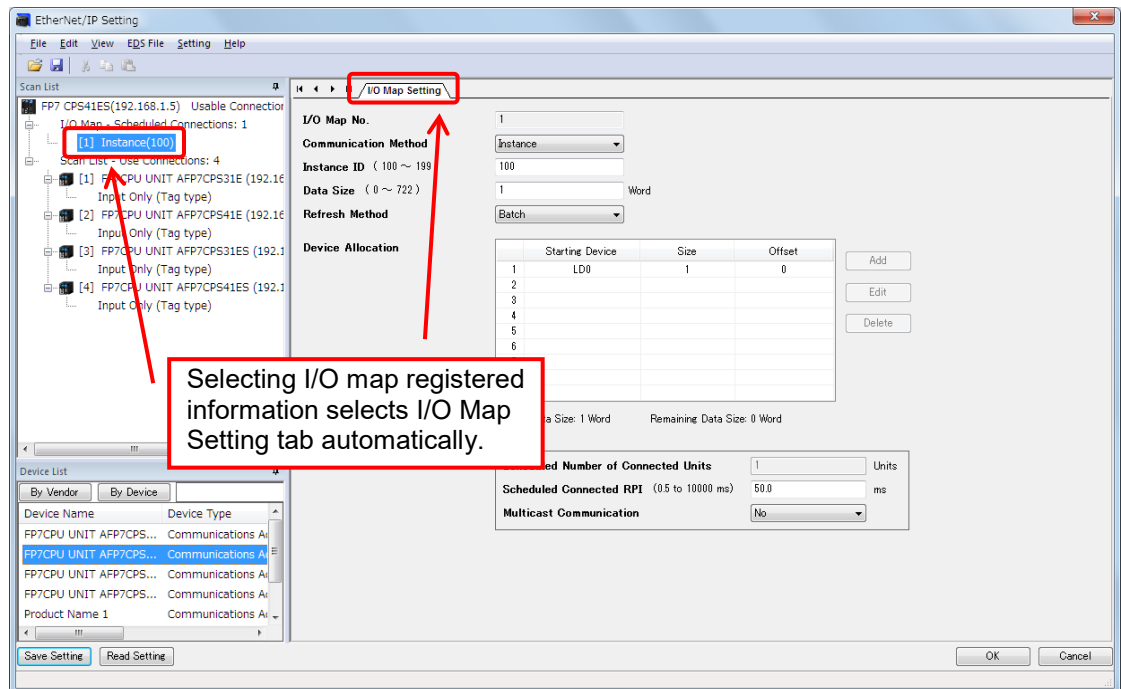 EtherNet/IP Setting
File Edit View EDS File Setting Help
Scan List
FP7 CPS41ES(192.168.1.5) Usable Connection
I/O Map - Scheduled Connections: 1
[1] Instance(100)
Scan List - Use Connections: 4
[1] FP7CPU UNIT AFP7CPS31E (192.16
Input Only (Tag type)
[2] FP7CPU UNIT AFP7CPS41E (192.16
Input Only (Tag type)
[3] FP7CPU UNIT AFP7CPS31ES (192.1
Input Only (Tag type)
[4] FP7CPU UNIT AFP7CPS41ES (192.1
Input Only (Tag type)
Device List
By Vendor By Device
Device Name Device Type
FP7CPU UNIT AFP7CPS... Communications A
FP7CPU UNIT AFP7CPS... Communications A
FP7CPU UNIT AFP7CPS... Communications A
FP7CPU UNIT AFP7CPS... Communications A
Product Name 1 Communications A
Save Setting Read Setting
I/O Map Setting
I/O Map No. 1
Communication Method Instance
Instance ID ( 100 ~ 199 100
Data Size ( 0 ~ 722 ) 1 Word
Refresh Method Batch
Device Allocation
Starting Device Size Offset
1 LD0 1 0
2
3
4
5
6
Add
Edit
Delete
Selecting I/O map registered
information selects I/O Map
Setting tab automatically.
Size: 1 Word Remaining Data Size: 0 Word
Number of Connected Units 1 Units
Scheduled Connected RPI (0.5 to 10000 ms) 50.0 ms
Multicast Communication No
OK Cancel